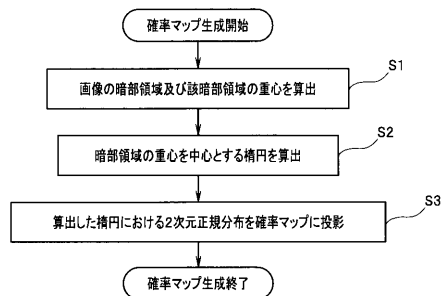 確率マップ生成開始
S1
画像の暗部領域及び該暗部領域の重心を算出
S2
暗部領域の重心を中心とする楕円を算出
S3
算出した楕円における2次元正規分布を確率マップに投影
確率マップ生成終了